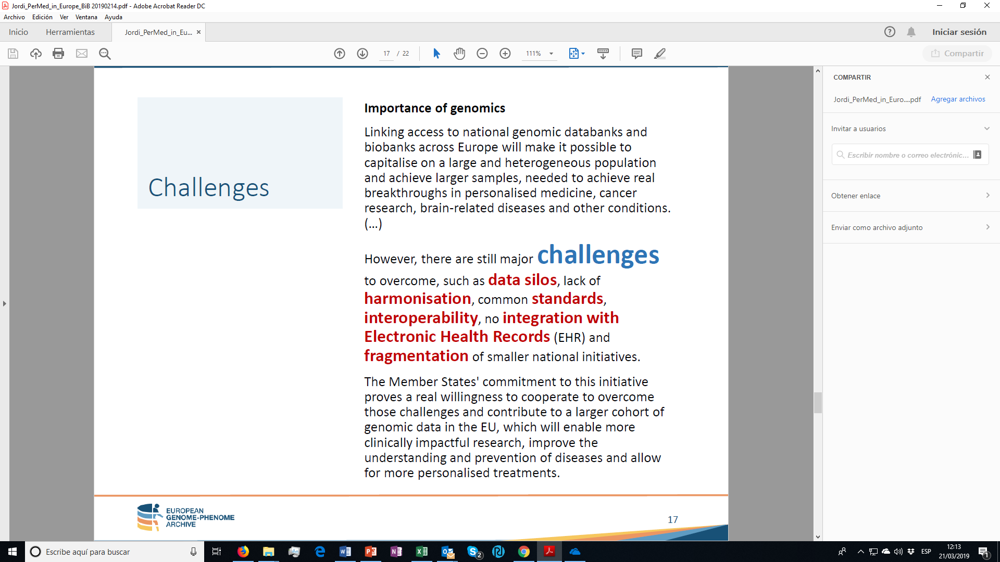 Jordi_PerMed_in_Europe_BiB 20190214.pdf - Adobe Acrobat Reader DC
Archivo Edición Ver Ventana Ayuda
Inicio Herramientas Jordi_PerMed_in_Eu... ×
Iniciar sesión
17 / 22 111% Compartir
Challenges
Importance of genomics
Linking access to national genomic databanks and
biobanks across Europe will make it possible to
capitalise on a large and heterogeneous population
and achieve larger samples, needed to achieve real
breakthroughs in personalised medicine, cancer
research, brain-related diseases and other conditions.
(...)
However, there are still major challenges
to overcome, such as data silos, lack of
harmonisation, common standards,
interoperability, no integration with
Electronic Health Records (EHR) and
fragmentation of smaller national initiatives.
The Member States' commitment to this initiative
proves a real willingness to cooperate to overcome
those challenges and contribute to a larger cohort of
genomic data in the EU, which will enable more
clinically impactful research, improve the
understanding and prevention of diseases and allow
for more personalised treatments.
EUROPEAN
GENOME-PHENOME
ARCHIVE
17
COMPARTIR
Jordi_PerMed_in_Euro....pdf Agregar archivos
Invitar a usuarios
Escribir nombre o correo electrónic...
Obtener enlace
Enviar como archivo adjunto
Escribe aquí para buscar
2
ESP
12:13
21/03/2019
1